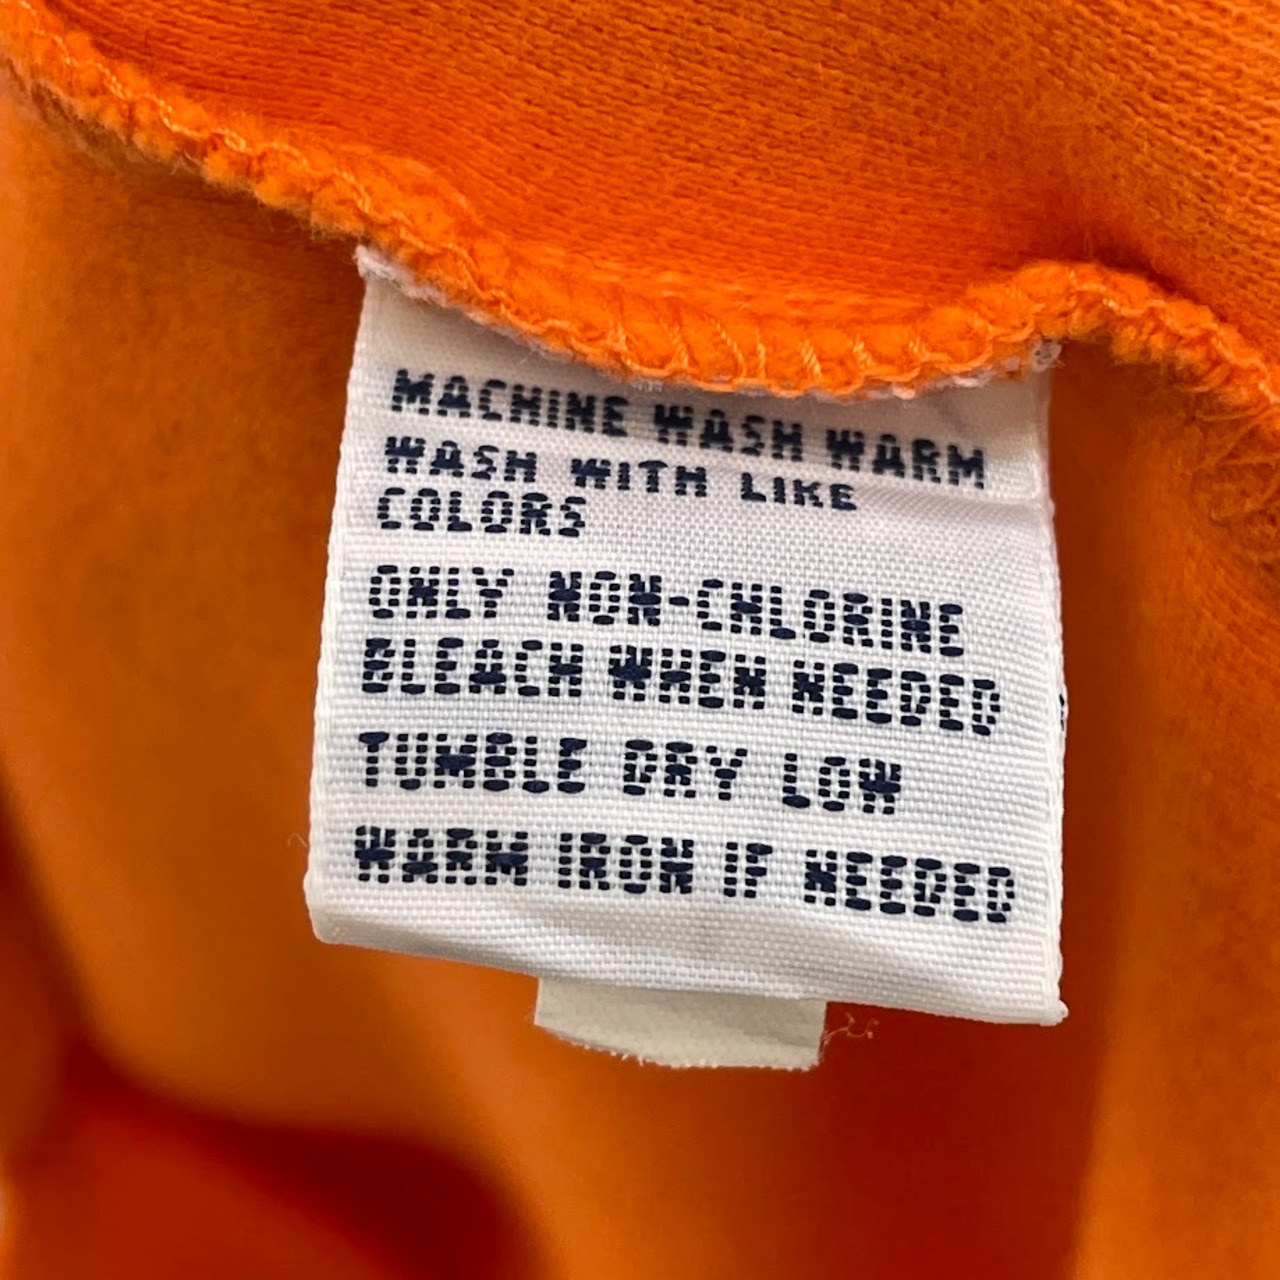 MACHINE WASH WARM
WASH WITH LIKE
COLORS
ONLY NON-CHLORINE
BLEACH WHEN NEEDED
TUMBLE DRY LOW
WARM IRON IF NEEDED